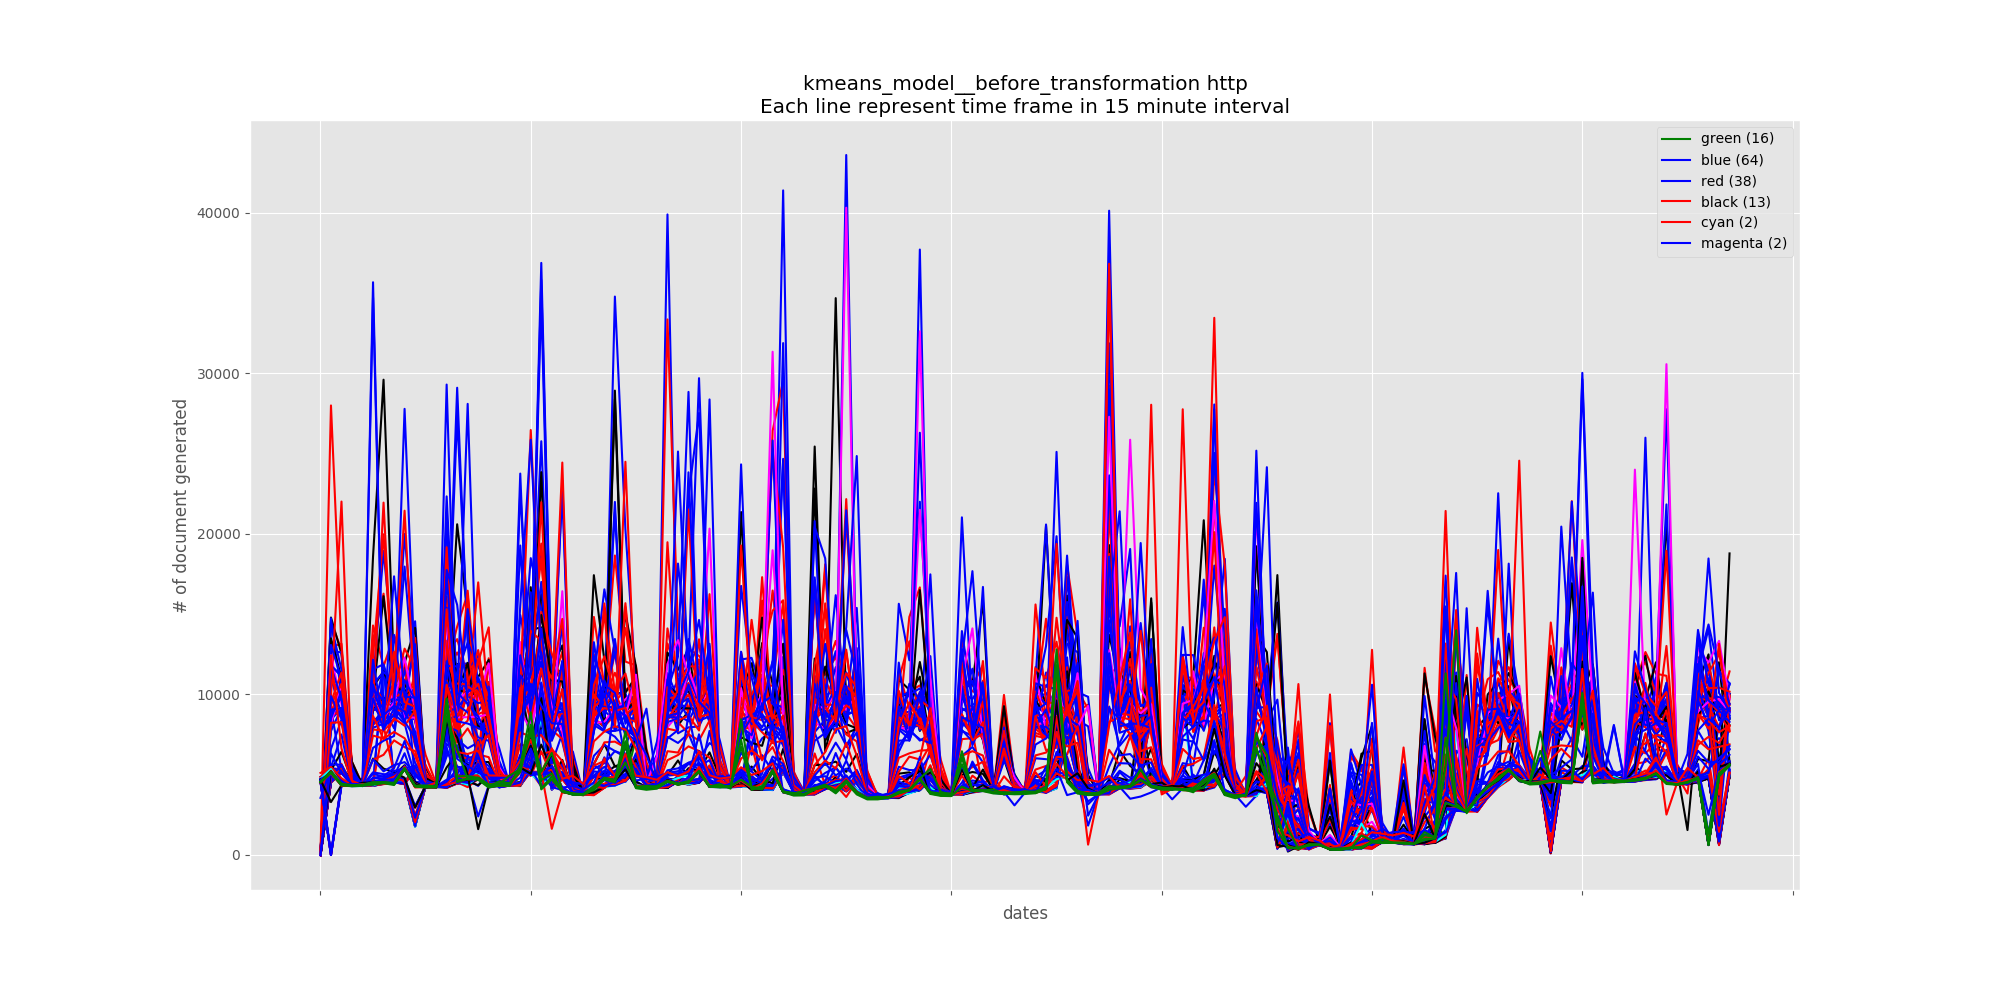 kmeans_model__before_transformation http
Each line represent time frame in 15 minute interval
green (16)
blue (64)
red (38)
black (13)
cyan (2)
magenta (2)
40000
30000
20000
10000
0
# of document generated
dates